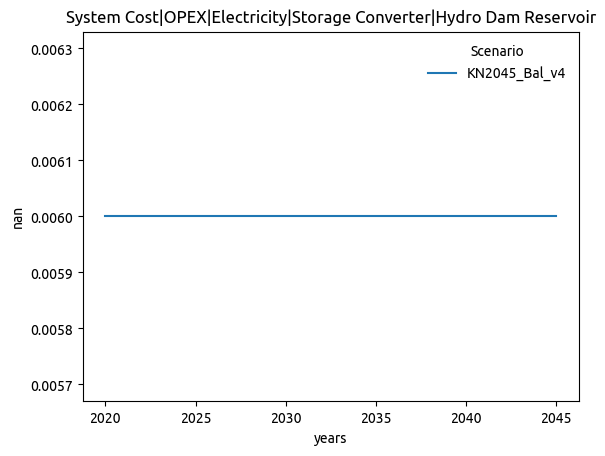 System Cost|OPEX|Electricity|Storage Converter|Hydro Dam Reservoir
Scenario
KN2045_Bal_v4
0.0063
0.0062
0.0061
0.0060
0.0059
0.0058
0.0057
nan
2020 2025 2030 2035 2040 2045
years